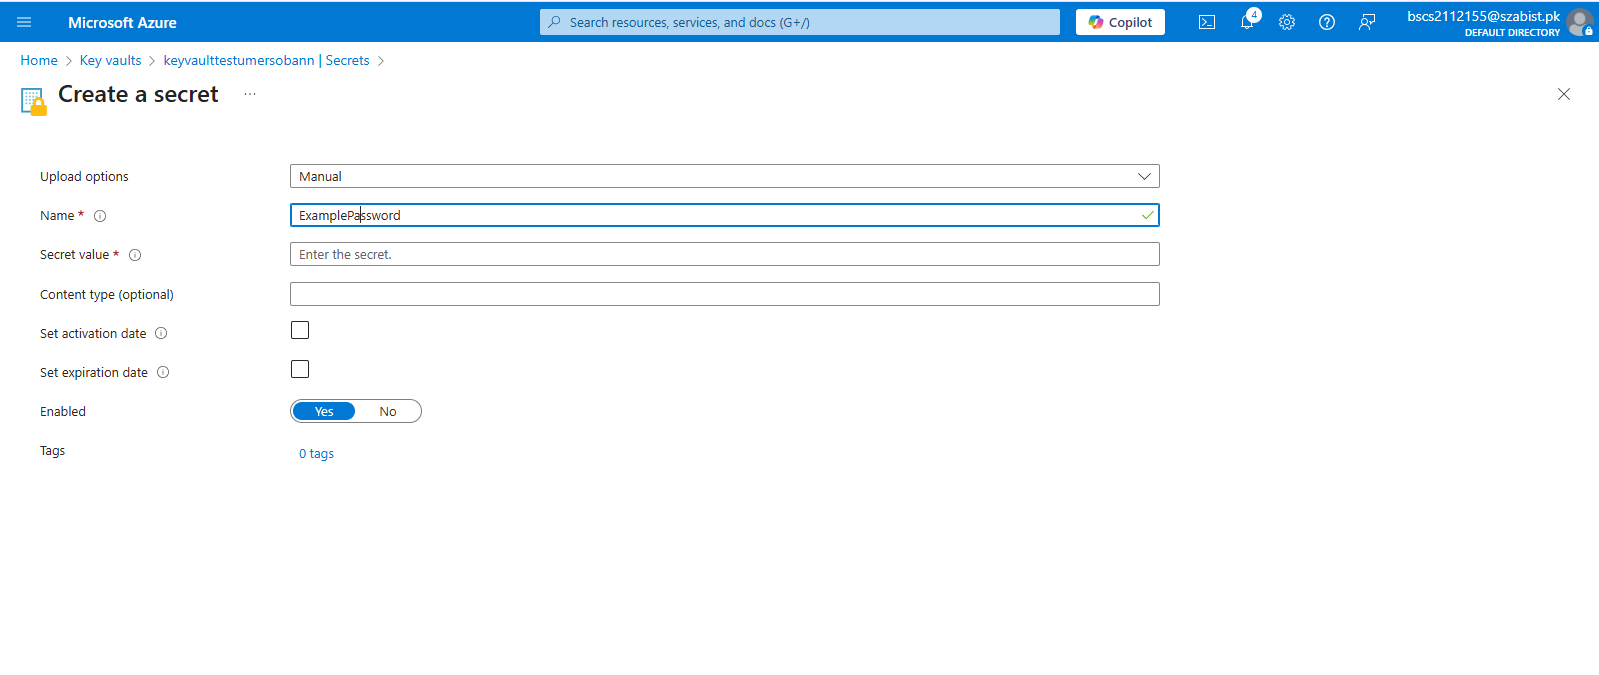 Microsoft Azure
Search resources, services, and docs (G+/)
Copilot
4
bscs2112155@szabist.pk
DEFAULT DIRECTORY
Home > Key vaults > keyvaulttestumersobann | Secrets >
Create a secret ...
Upload options
Manual
Name *
ExamplePassword
Secret value *
Enter the secret.
Content type (optional)
Set activation date
Set expiration date
Enabled
Yes No
Tags
0 tags